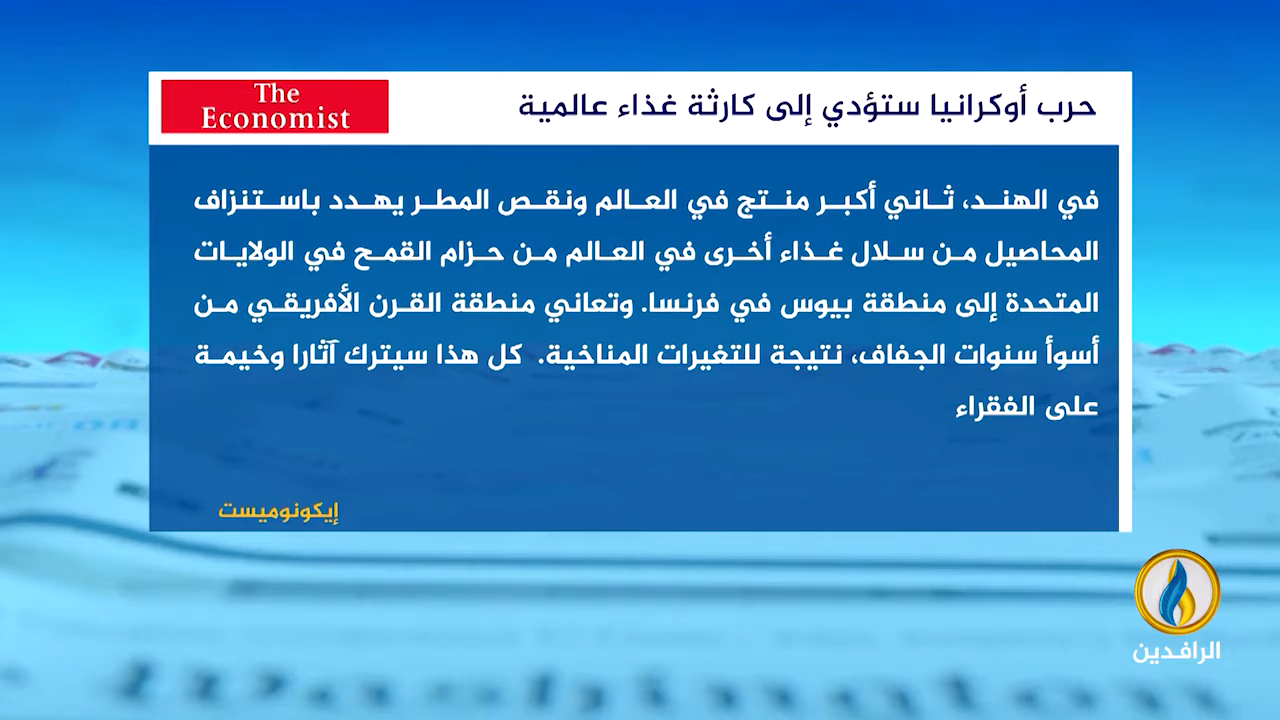 The
Economist
حرب أوكرانيا ستؤدي إلى كارثة غذاء عالمية
في الهند، ثاني أكبر منتج في العالم ونقص المطر يهدد باستنزاف
المحاصيل من سلال غذاء أخرى في العالم من حزام القمح في الولايات
المتحدة إلى منطقة بيوس في فرنسا. وتعاني منطقة القرن الأفريقي من
أسوأ سنوات الجفاف، نتيجة للتغيرات المناخية. كل هذا سيترك آثارا وخيمة
على الفقراء
إيكونوميست
الرافدين